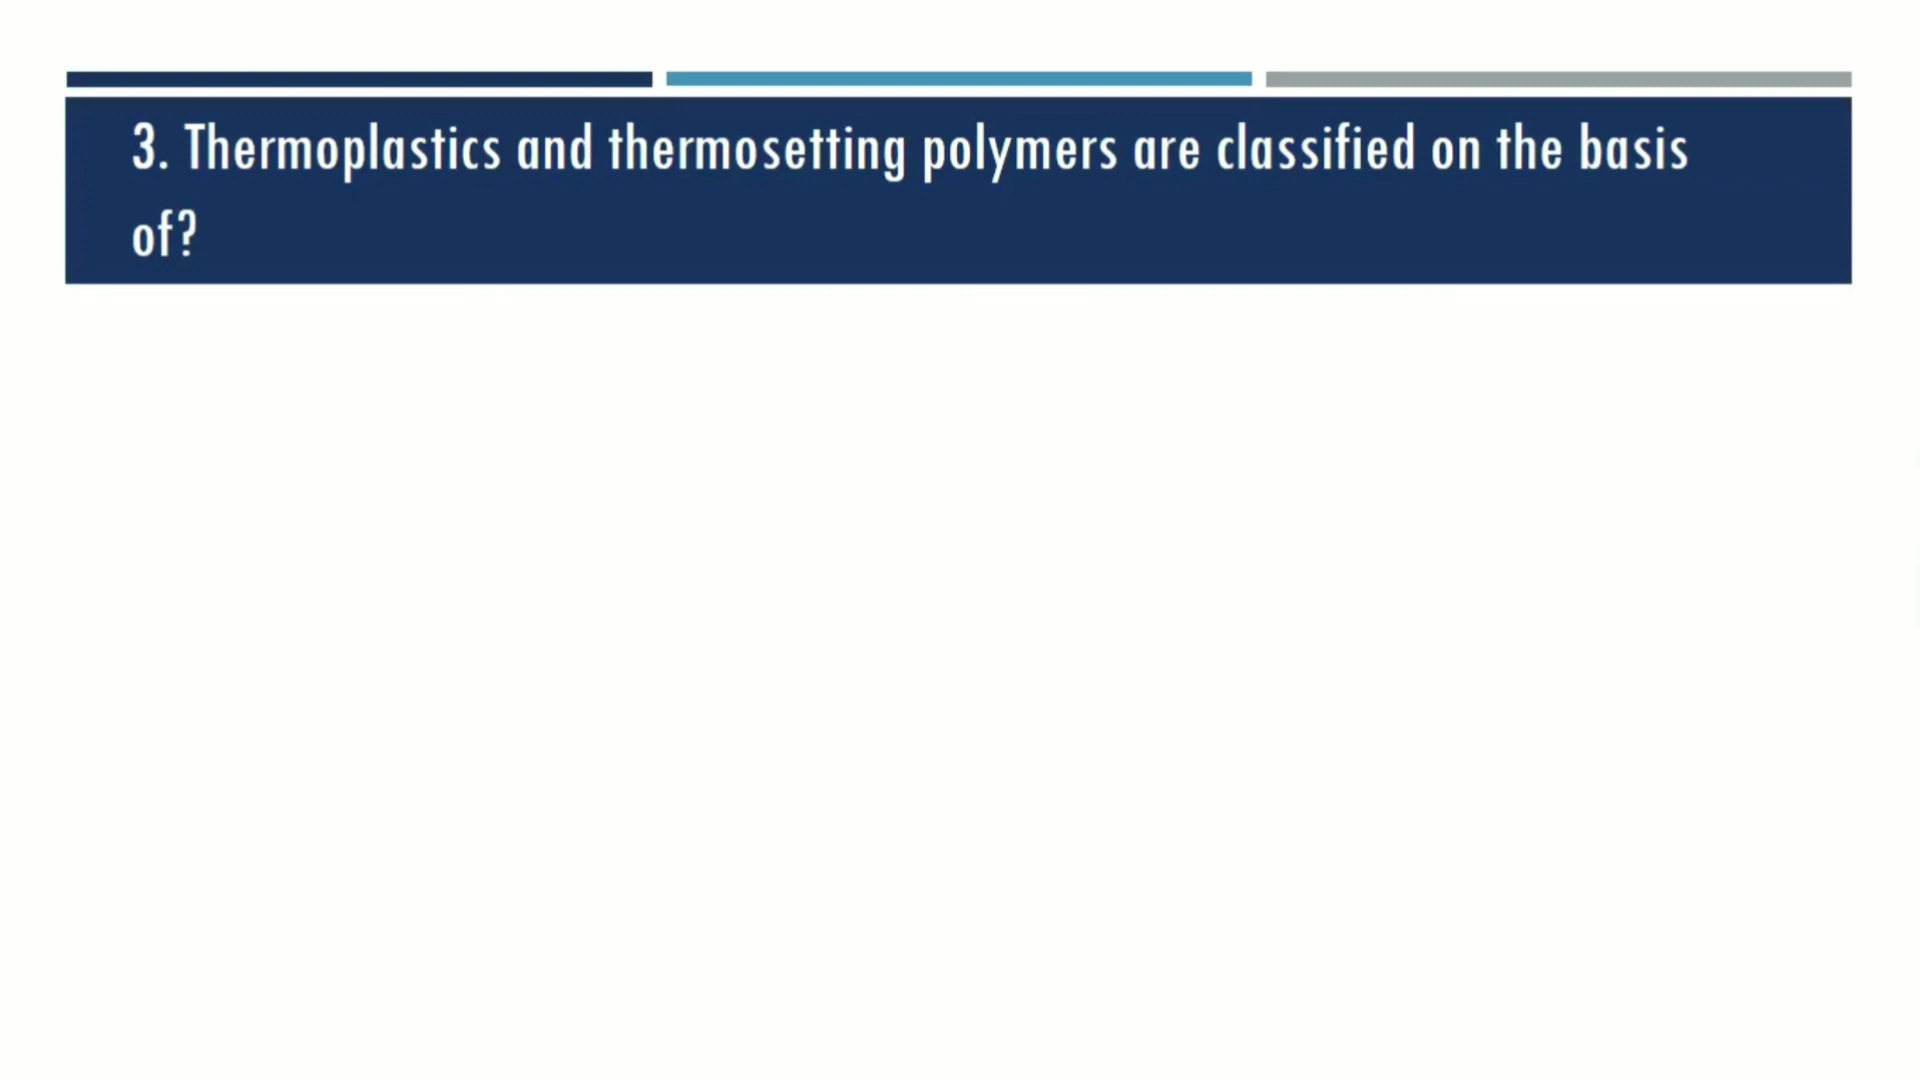 3. Thermoplastics and thermosetting polymers are classified on the basis
of?